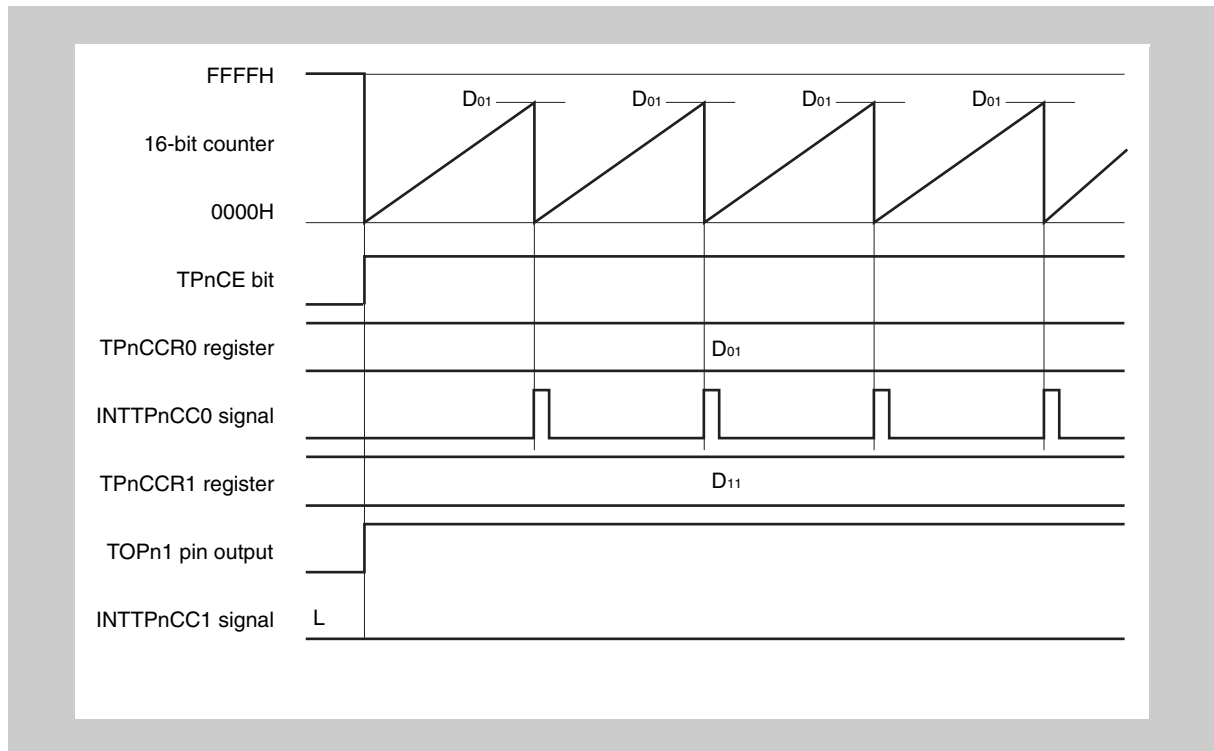 FFFFH
D01 D01 D01 D01
16-bit counter
0000H
TPnCE bit
TPnCCR0 register D01
INTTPnCC0 signal
TPnCCR1 register D11
TOPn1 pin output
INTTPnCC1 signal L